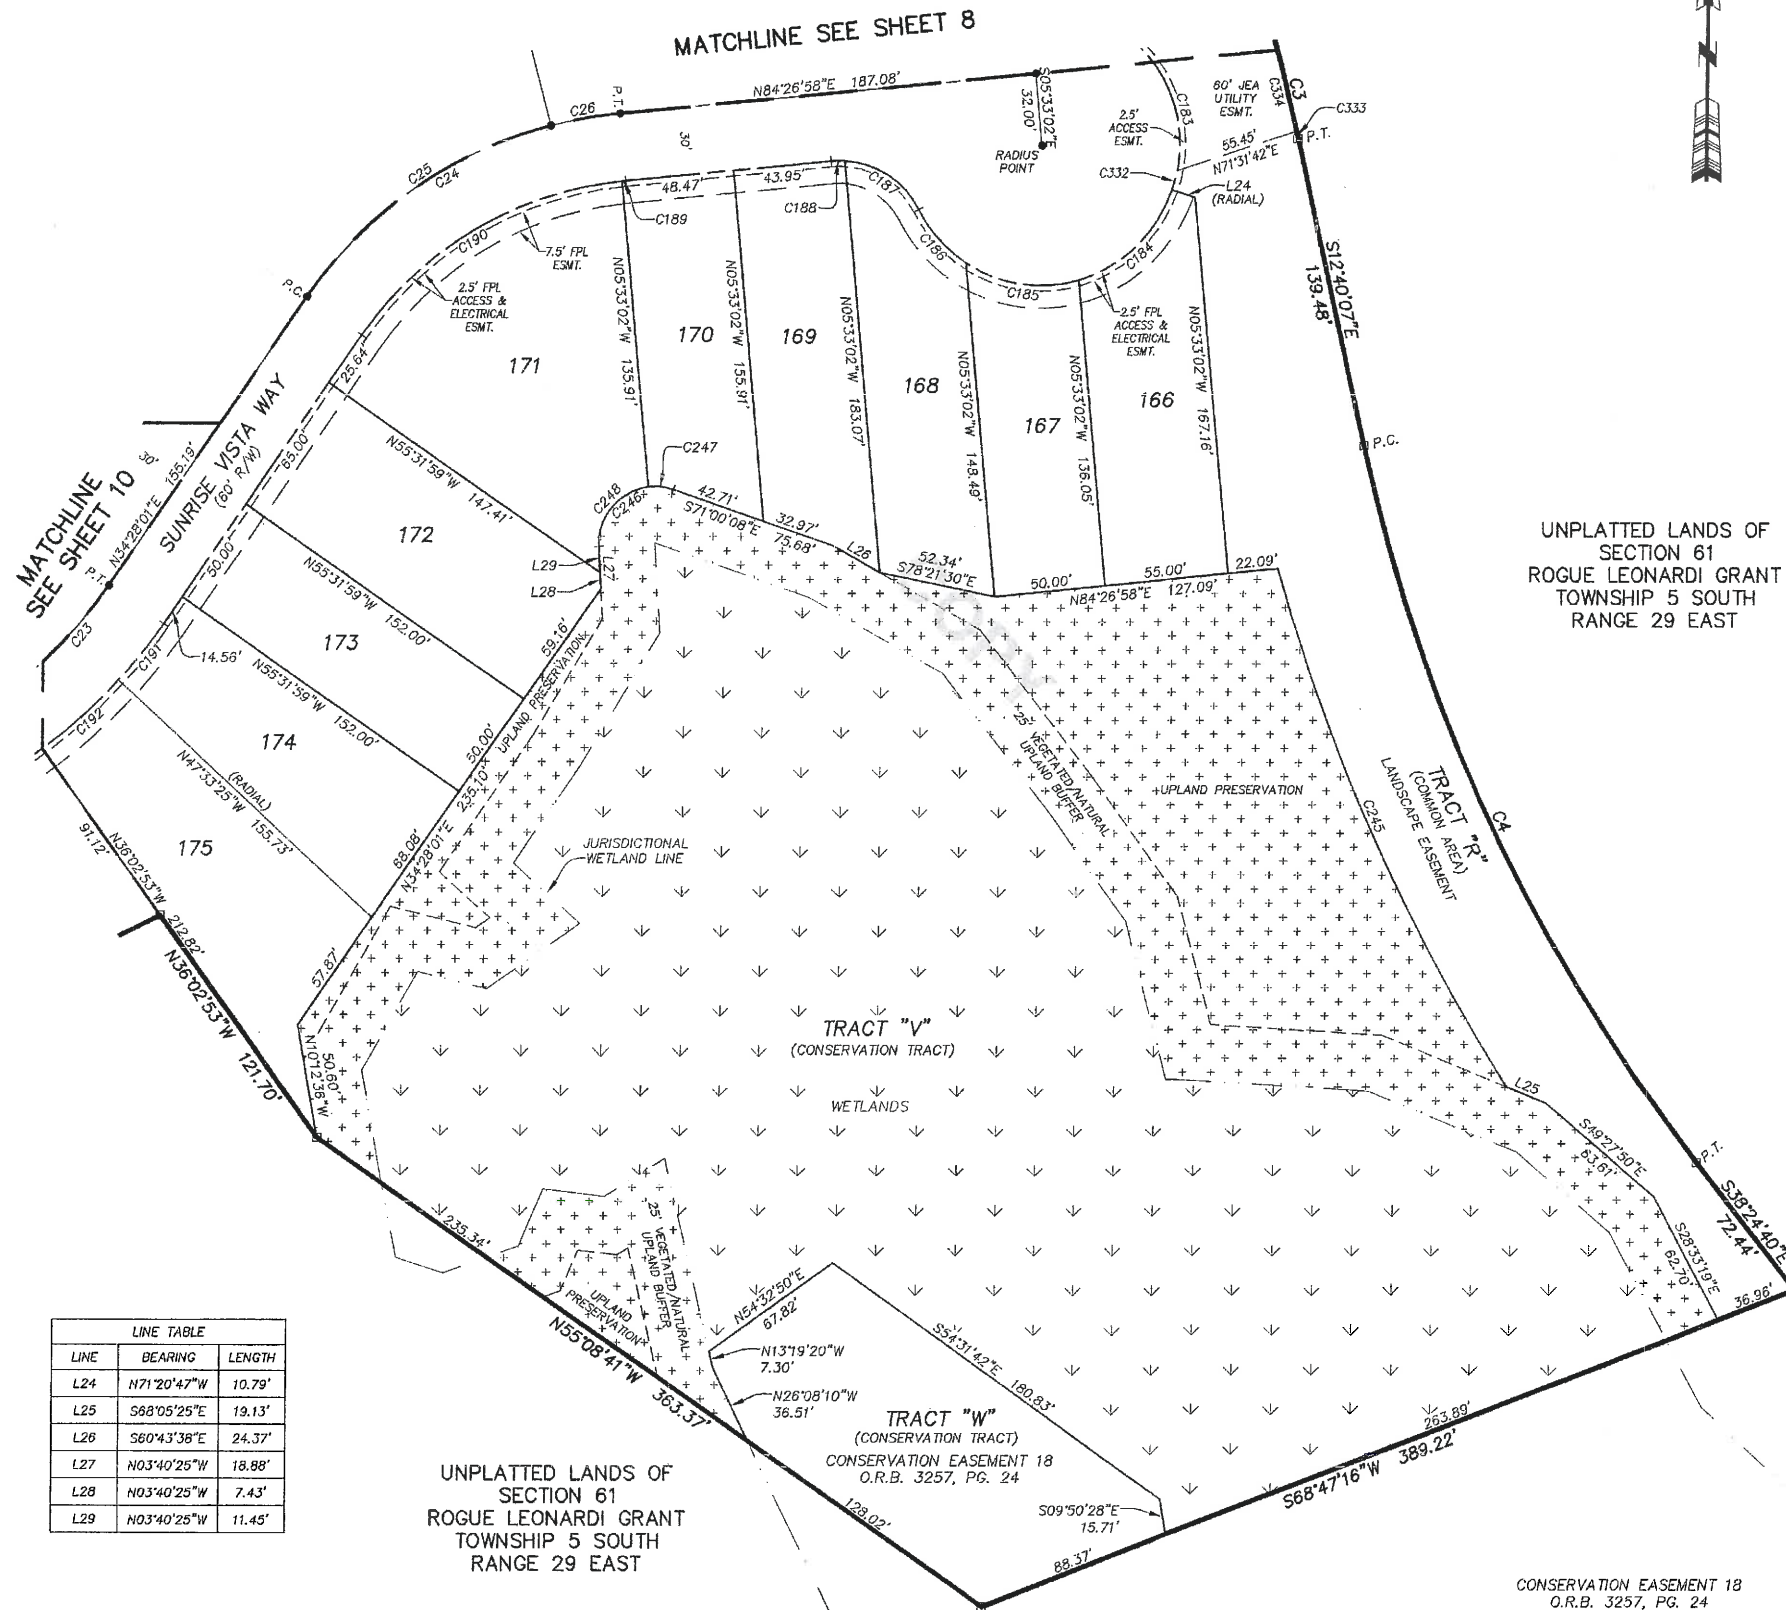 MATCHLINE SEE SHEET 8
N84°26'58"E 187.08'
S05°33'02"E
32.00'
RADIUS
POINT
P.T.
C26
C25
C24
30'
C183
2.5'
ACCESS
ESMT.
60' JEA
UTILITY
ESMT.
C334
C3
C333
P.T.
55.45'
N71°31'42"E
C332
L24
(RADIAL)
48.47'
43.95'
C187
C188
C189
C190
7.5' FPL
ESMT.
C186
C185
C184
P.C.
2.5' FPL
ACCESS &
ELECTRICAL
ESMT.
2.5' FPL
ACCESS &
ELECTRICAL
ESMT.
S12°40'07"E
139.48'
P.C.
N05°33'02"W 135.91'
N05°33'02"W 155.91'
N05°33'02"W 183.07'
N05°33'02"W 148.49'
N05°33'02"W 136.05'
N05°33'02"W 167.16'
171
170
169
168
167
166
25.64'
65.00'
SUNRISE VISTA WAY
(60' R/W)
30'
N34°28'01"E 155.19'
P.T.
MATCHLINE
SEE SHEET 10
N55°31'59"W 147.41'
172
C247
C248
C246
42.71'
S71°00'08"E
32.97'
75.68'
L26
52.34'
S78°21'30"E
50.00'
55.00'
22.09'
N84°26'58"E 127.09'
L29
L27
L28
50.00'
N55°31'59"W 152.00'
173
C23
14.56'
C191
C192
N55°31'59"W 152.00'
174
59.16'
UPLAND PRESERVATION
50.00'
235.10'
N47°33'25"W 155.73'
(RADIAL)
175
91.12'
N36°02'53"W
212.82'
N36°02'53"W 121.70'
68.08'
N34°28'01"E
57.87'
N10°12'36"W
50.60'
JURISDICTIONAL
WETLAND LINE
COPY
25' VEGETATED/NATURAL
UPLAND BUFFER
UPLAND PRESERVATION
C245
TRACT "R"
(COMMON AREA)
LANDSCAPE EASEMENT
C4
UNPLATTED LANDS OF
SECTION 61
ROGUE LEONARDI GRANT
TOWNSHIP 5 SOUTH
RANGE 29 EAST
TRACT "V"
(CONSERVATION TRACT)
WETLANDS
L25
S49°27'50"E
63.61'
P.T.
S38°24'40"E
72.44'
S28°33'19"E
62.70'
36.96'
235.34'
25' VEGETATED/NATURAL
UPLAND BUFFER
UPLAND
PRESERVATION
N55°08'41"W 363.37'
N54°32'50"E
67.82'
N13°19'20"W
7.30'
N26°08'10"W
36.51'
S54°31'42"E 180.83'
TRACT "W"
(CONSERVATION TRACT)
CONSERVATION EASEMENT 18
O.R.B. 3257, PG. 24
S09°50'28"E
15.71'
128.02'
88.37'
263.89'
S68°47'16"W 389.22'
LINE TABLE
LINE BEARING LENGTH
L24 N71°20'47"W 10.79'
L25 S68°05'25"E 19.13'
L26 S60°43'38"E 24.37'
L27 N03°40'25"W 18.88'
L28 N03°40'25"W 7.43'
L29 N03°40'25"W 11.45'
UNPLATTED LANDS OF
SECTION 61
ROGUE LEONARDI GRANT
TOWNSHIP 5 SOUTH
RANGE 29 EAST
CONSERVATION EASEMENT 18
O.R.B. 3257, PG. 24